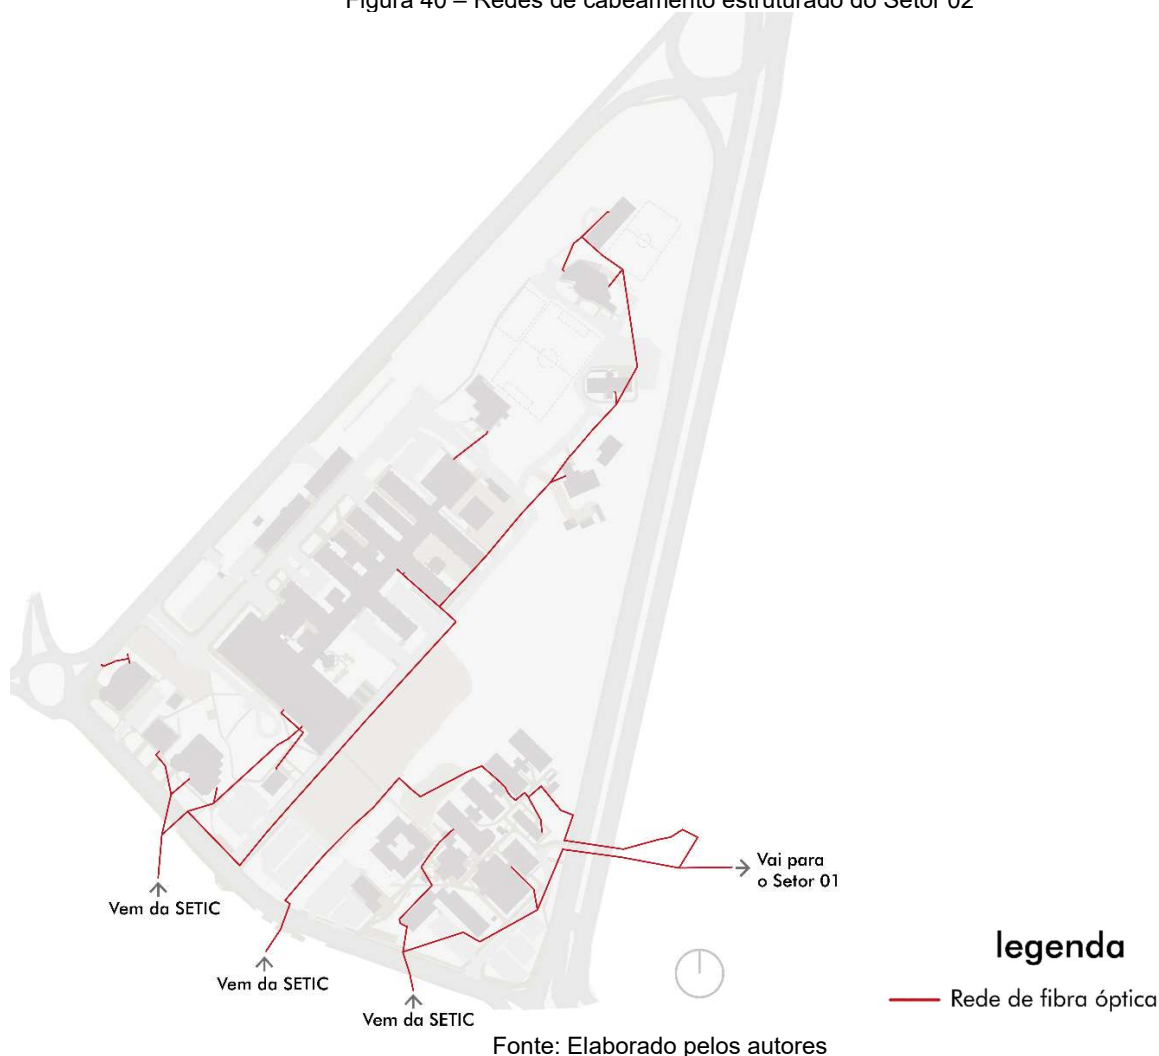 Figura 40 – Redes de cabeamento estruturado do Setor 02
Vai para
o Setor 01
Vem da SETIC
Vem da SETIC
Vem da SETIC
legenda
Rede de fibra óptica
Fonte: Elaborado pelos autores